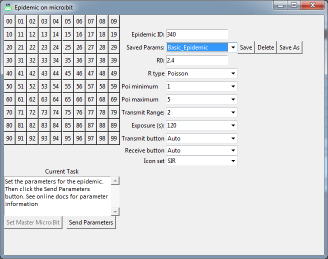 Epidemic on microbit
00 01 02 03 04 05 06 07 08 09
10 11 12 13 14 15 16 17 18 19
20 21 22 23 24 25 26 27 28 29
30 31 32 33 34 35 36 37 38 39
40 41 42 43 44 45 46 47 48 49
50 51 52 53 54 55 56 57 58 59
60 61 62 63 64 65 66 67 68 69
70 71 72 73 74 75 76 77 78 79
80 81 82 83 84 85 86 87 88 89
90 91 92 93 94 95 96 97 98 99
Epidemic ID: 340
Saved Params: Basic_Epidemic Save Delete Save As
R0: 2.4
R type Poisson
Poi minimum 1
Poi maximum 5
Transmit Range: 2
Exposure (s): 120
Transmit button Auto
Receive button Auto
Icon set SIR
Current Task
Set the parameters for the epidemic.
Then click the Send Parameters
button. See online docs for parameter
information
Set Master Micro:Bit Send Parameters